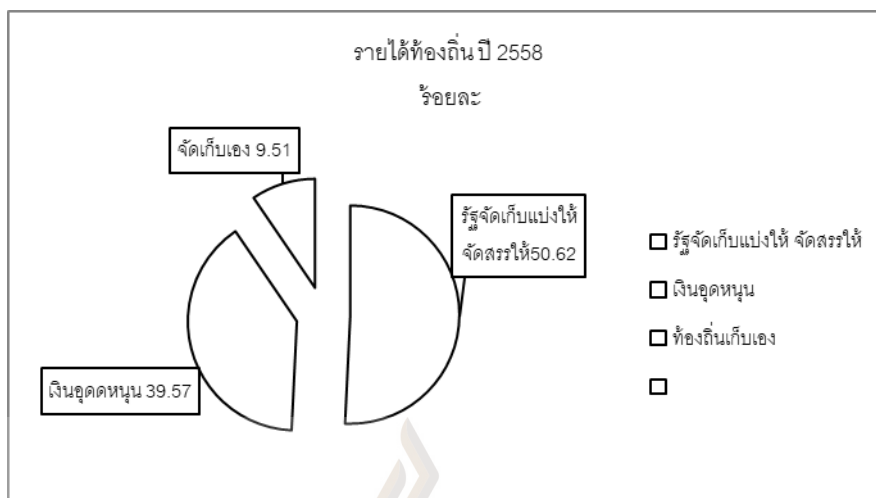 รายได้ท้องถิ่น ปี 2558
ร้อยละ
จัดเก็บเอง 9.51
รัฐจัดเก็บแบ่งให้
จัดสรรให้50.62
เงินอุดดหนุน 39.57
รัฐจัดเก็บแบ่งให้ จัดสรรให้
เงินอุดหนุน
ท้องถิ่นเก็บเอง